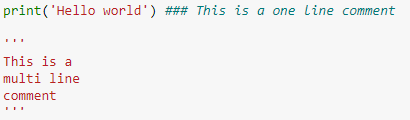 print('Hello world') ### This is a one line comment

'''
This is a
multi line
comment
'''